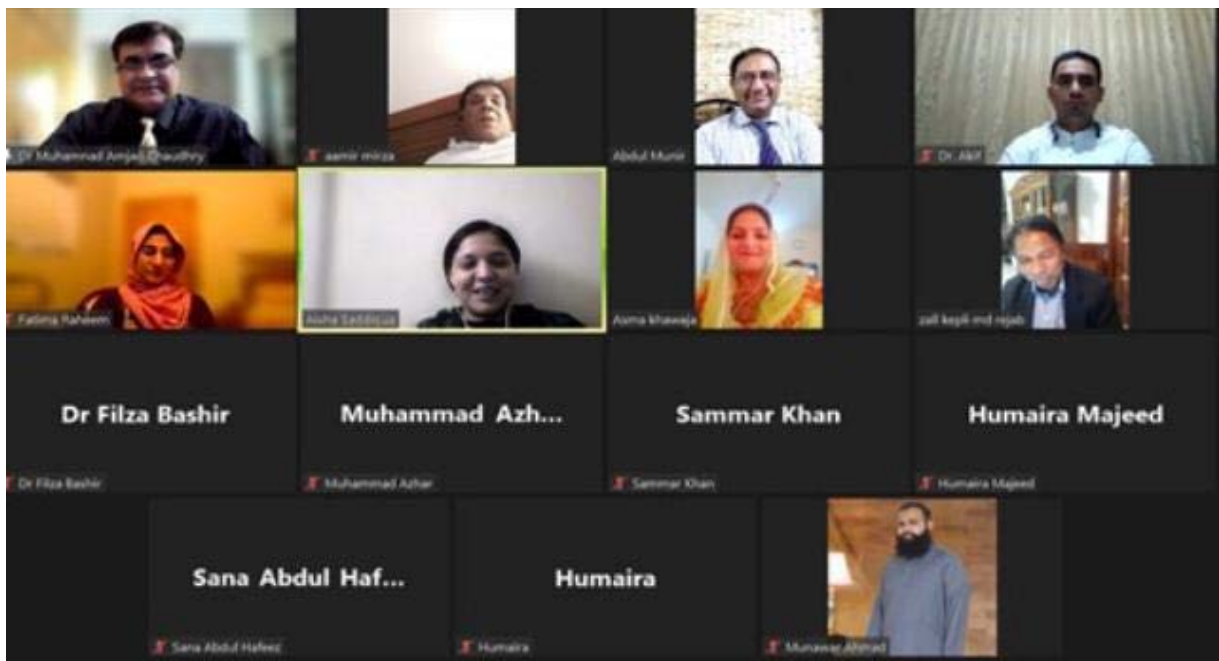 Dr Muhammad Amjad Chaudhry
aamir mirza
Abdul Munir
Dr. Akif
Fatima Raheem
Aisha Saddiqua
Asma khawaja
zall kepli md rejab
Dr Filza Bashir
Muhammad Azh...
Sammar Khan
Humaira Majeed
Dr Filza Bashir
Muhammad Azhar
Sammar Khan
Humaira Majeed
Sana Abdul Haf...
Humaira
Sana Abdul Hafeez
Humaira
Munawar Ahmad